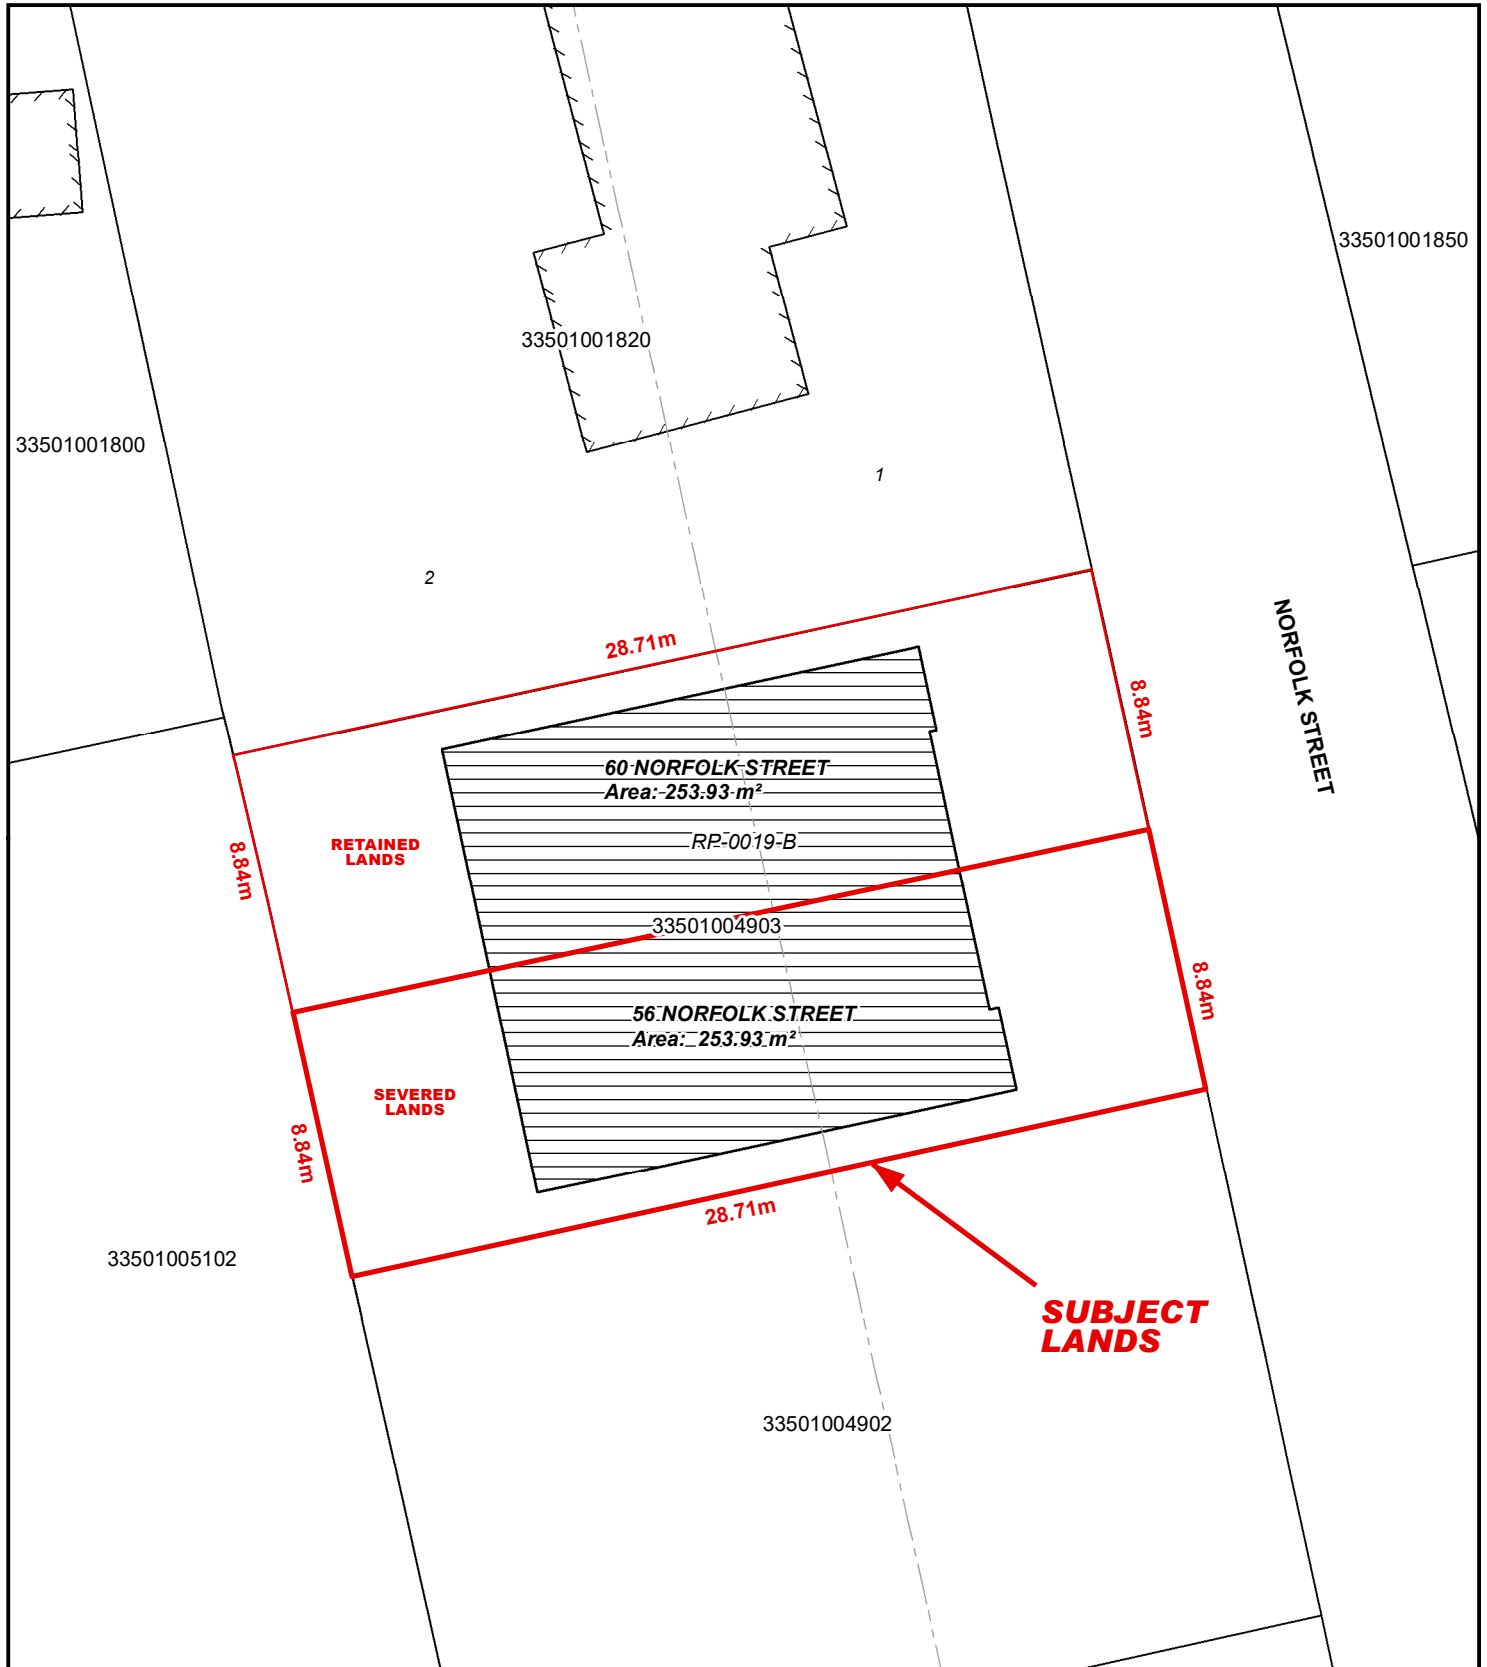 33501001850
33501001820
33501001800
1
2
NORFOLK STREET
28.71m
8.84m
60 NORFOLK STREET
Area: 253.93 m²
RP-0019-B
RETAINED
LANDS
8.84m
33501004903
8.84m
56 NORFOLK STREET
Area: 253.93 m²
SEVERED
LANDS
8.84m
28.71m
33501005102
SUBJECT
LANDS
33501004902